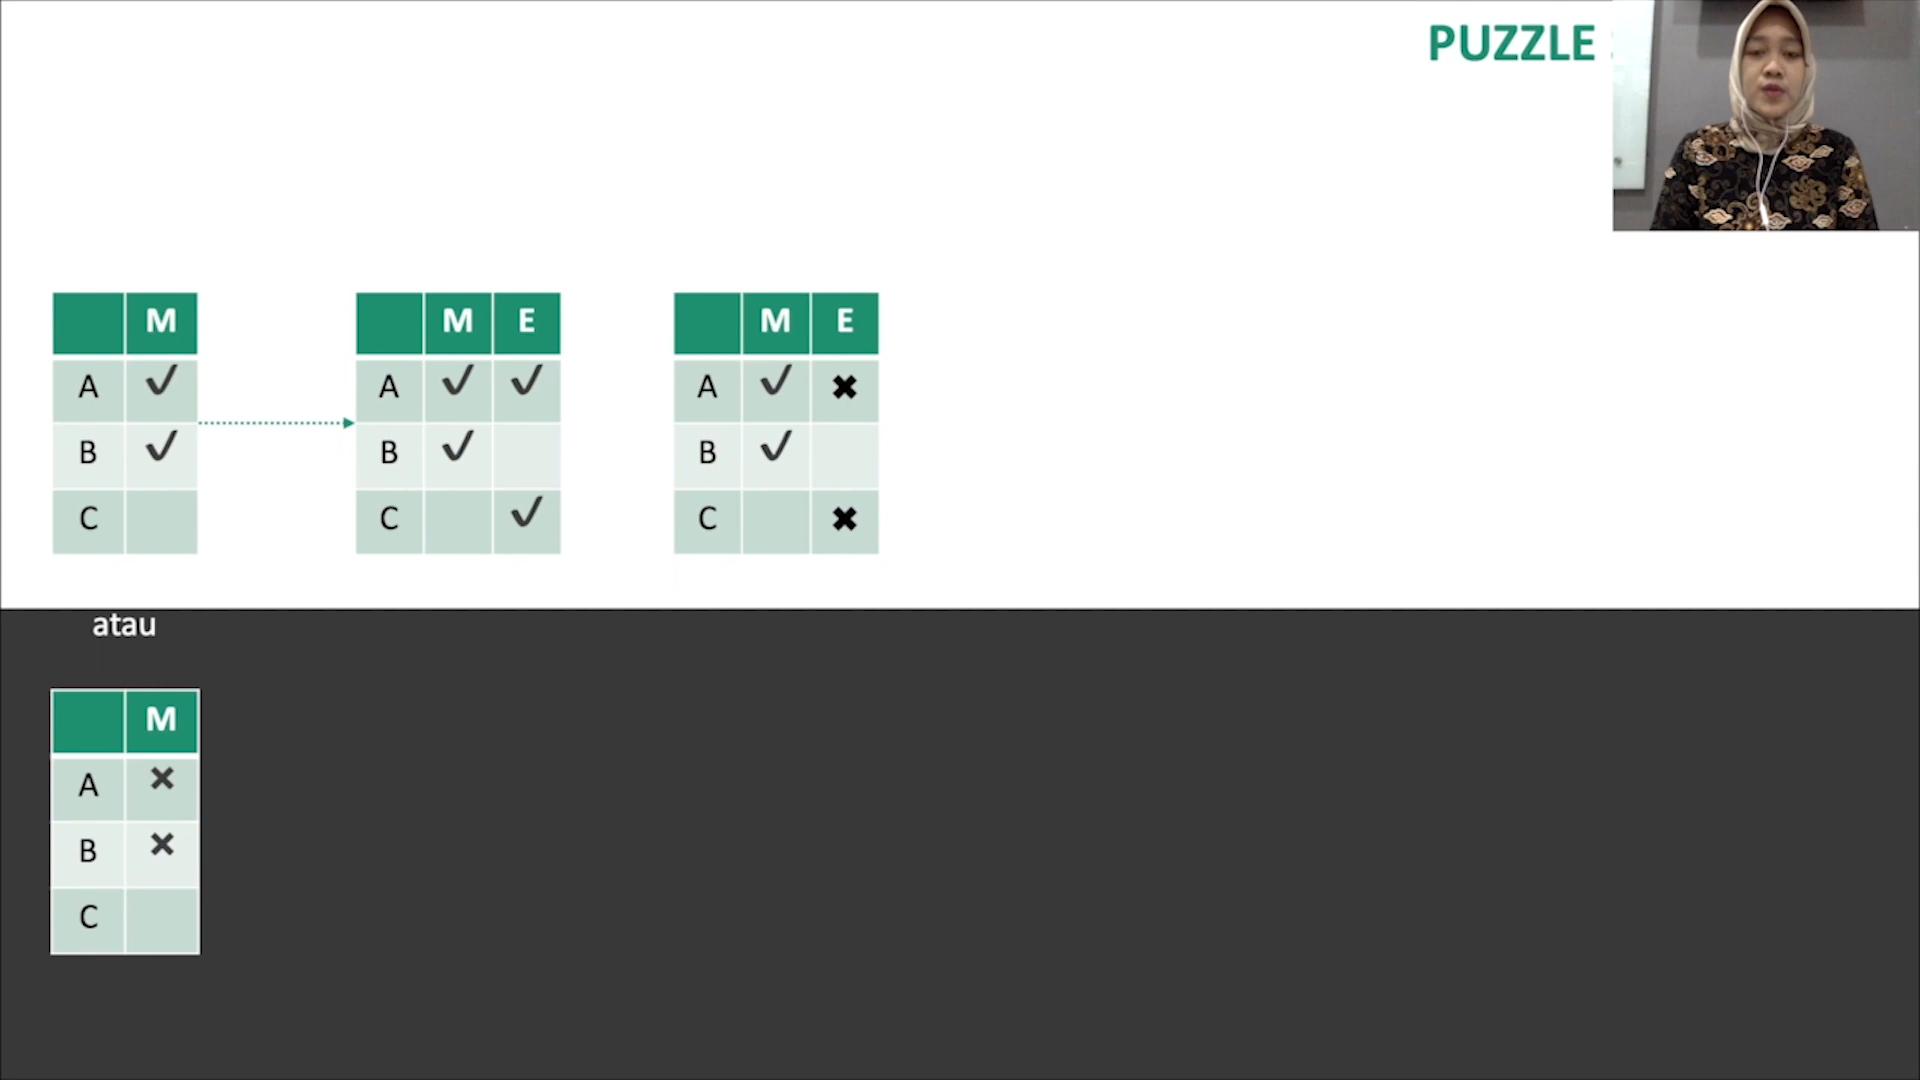 PUZZLE
M
A ✓
B ✓
C
M E
A ✓ ✓
B ✓
C ✓
M E
A ✖
B ✓
C ✖
atau
M
A ✖
B ✖
C